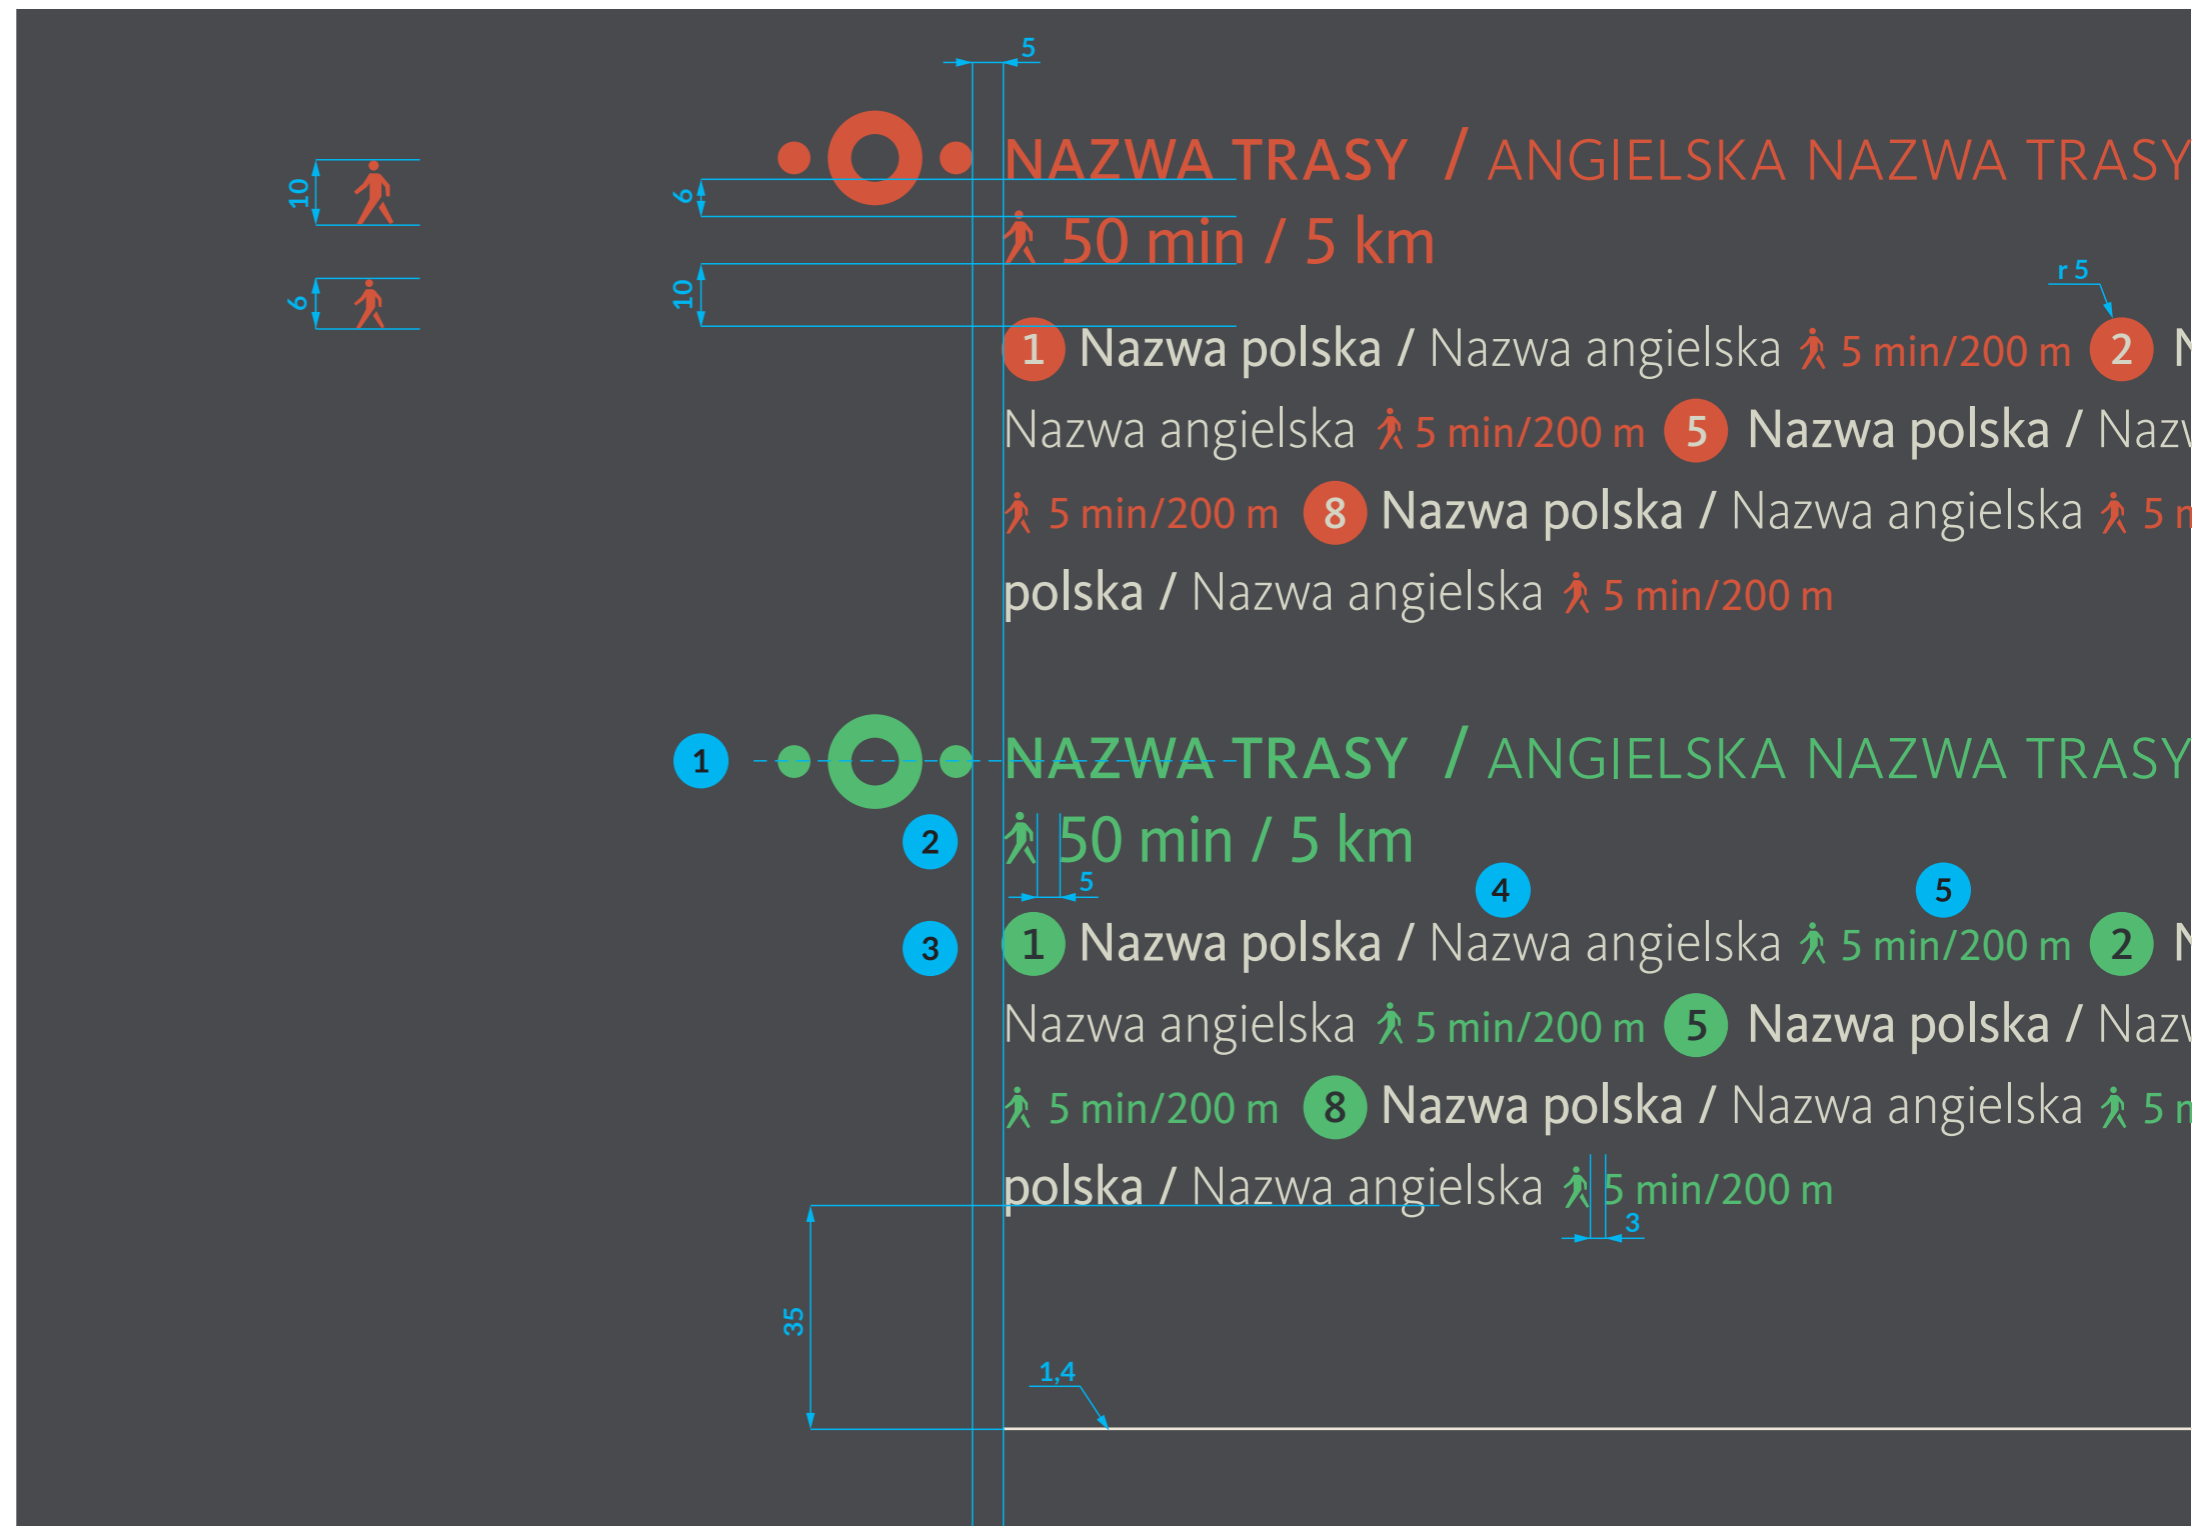 5
NAZWA TRASY / ANGIELSKA NAZWA TRASY
10
6
50 min / 5 km
6
10
r 5
1 Nazwa polska / Nazwa angielska 5 min/200 m 2 N
Nazwa angielska 5 min/200 m 5 Nazwa polska / Naz
5 min/200 m 8 Nazwa polska / Nazwa angielska 5 m
polska / Nazwa angielska 5 min/200 m
1 NAZWA TRASY / ANGIELSKA NAZWA TRASY
2 50 min / 5 km
5
4
5
3 1 Nazwa polska / Nazwa angielska 5 min/200 m 2 N
Nazwa angielska 5 min/200 m 5 Nazwa polska / Naz
5 min/200 m 8 Nazwa polska / Nazwa angielska 5 m
polska / Nazwa angielska 5 min/200 m
3
35
1,4